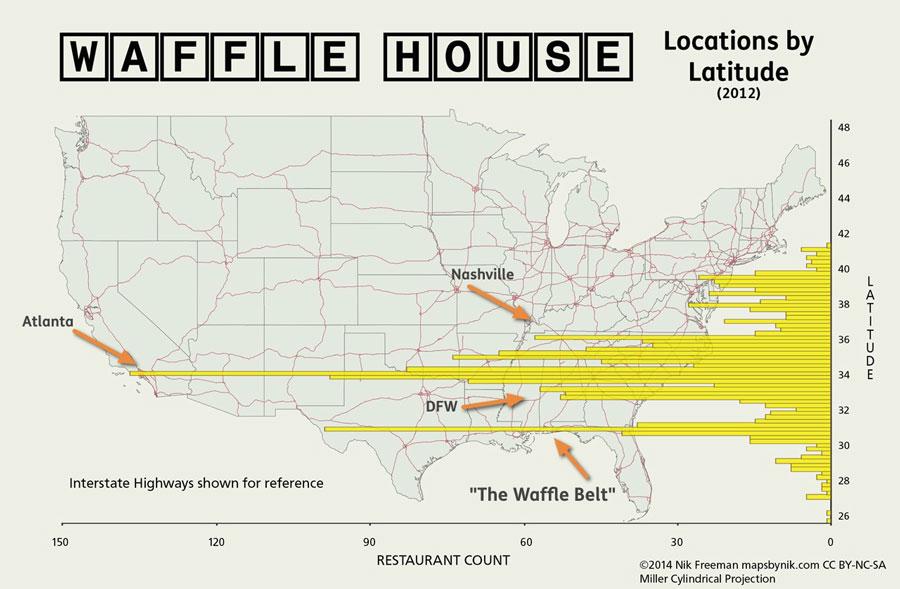 WAFFLE HOUSE
Locations by
Latitude
(2012)
48
46
44
42
40
38
36
34
32
30
28
26
LATITUDE
Nashville
Atlanta
DFW
"The Waffle Belt"
Interstate Highways shown for reference
150
120
90
60
30
0
RESTAURANT COUNT
©2014 Nik Freeman mapsbynik.com CC BY-NC-SA
Miller Cylindrical Projection